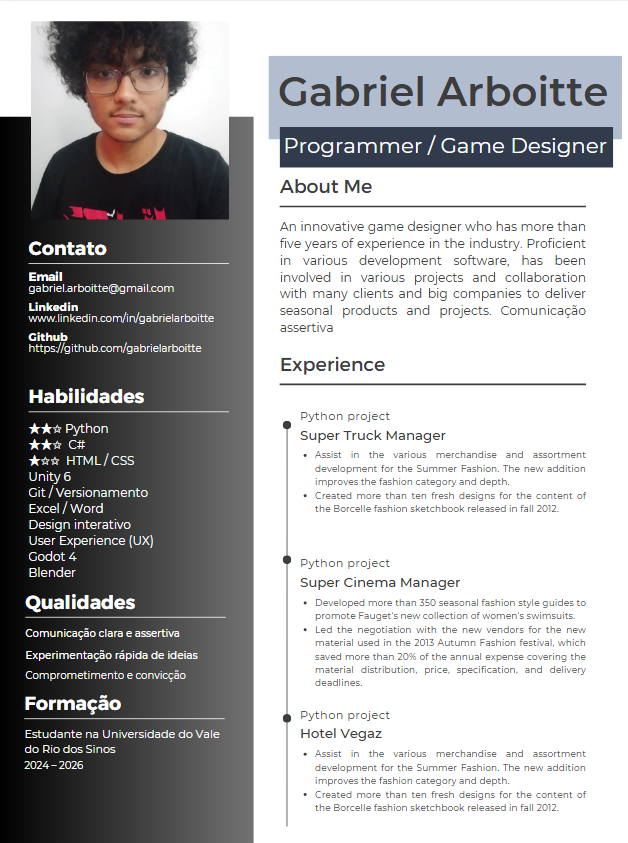 Gabriel Arboitte
Programmer / Game Designer
Contato
Email
gabriel.arboitte@gmail.com
Linkedin
www.linkedin.com/in/gabrielarboitte
Github
https://github.com/gabrielarboitte
Habilidades
★★☆ Python
★★☆ C#
★☆☆ HTML / CSS
Unity 6
Git / Versionamento
Excel / Word
Design interativo
User Experience (UX)
Godot 4
Blender
Qualidades
Comunicação clara e assertiva
Experimentação rápida de ideias
Comprometimento e convicção
Formação
Estudante na Universidade do Vale
do Rio dos Sinos
2024 – 2026
About Me
An innovative game designer who has more than
five years of experience in the industry. Proficient
in various development software, has been
involved in various projects and collaboration
with many clients and big companies to deliver
seasonal products and projects. Comunicação
assertiva
Experience
Python project
Super Truck Manager
• Assist in the various merchandise and assortment
development for the Summer Fashion. The new addition
improves the fashion category and depth.
• Created more than ten fresh designs for the content of
the Borcelle fashion sketchbook released in fall 2012.
Python project
Super Cinema Manager
• Developed more than 350 seasonal fashion style guides to
promote Fauget's new collection of women's swimsuits.
• Led the negotiation with the new vendors for the new
material used in the 2013 Autumn Fashion festival, which
saved more than 20% of the annual expense covering the
material distribution, price, specification, and delivery
deadlines.
Python project
Hotel Vegaz
• Assist in the various merchandise and assortment
development for the Summer Fashion. The new addition
improves the fashion category and depth.
• Created more than ten fresh designs for the content of
the Borcelle fashion sketchbook released in fall 2012.